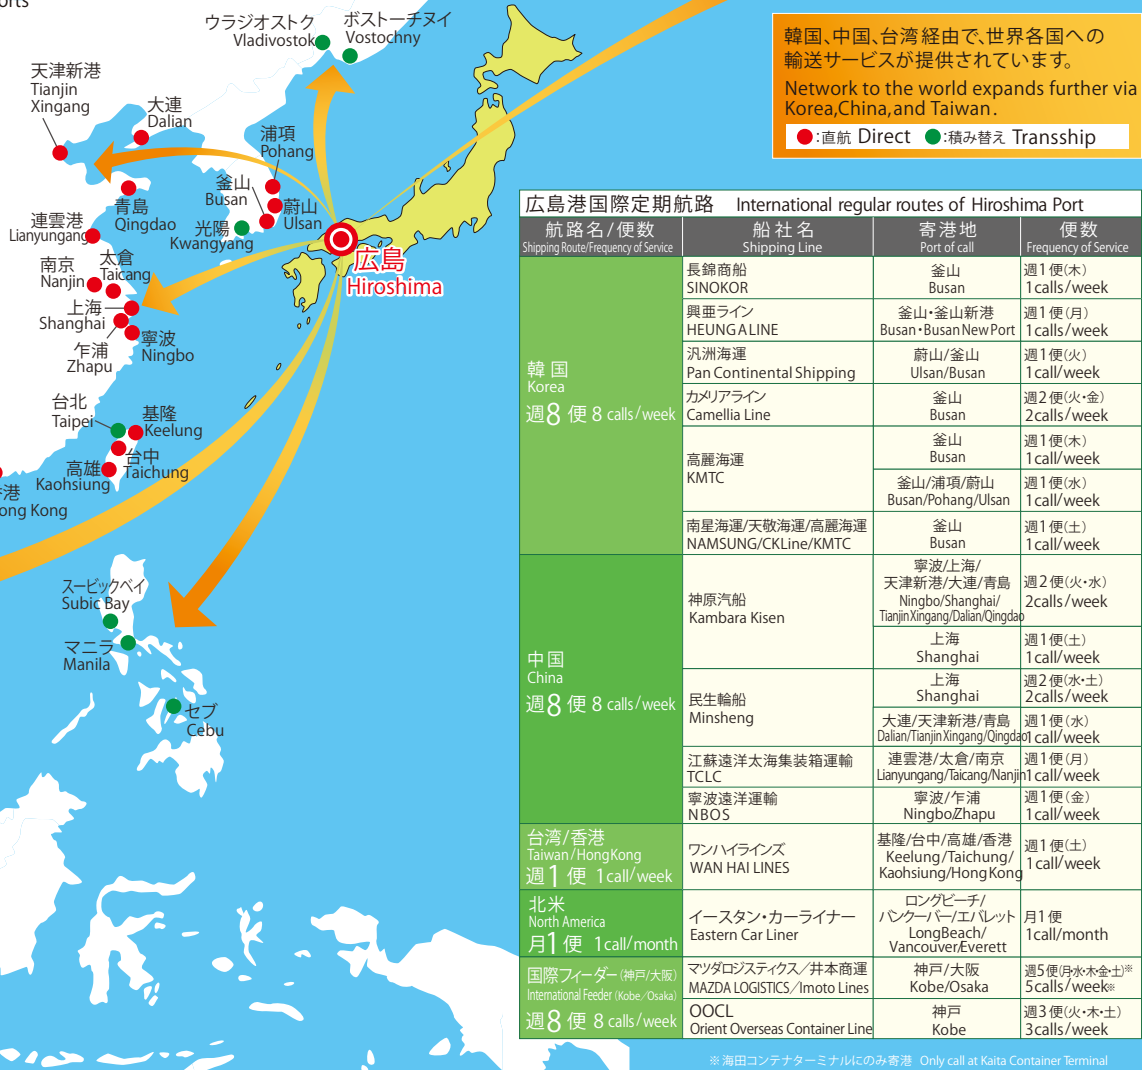 orts
ウラジオストク
Vladivostok
ボストーチヌイ
Vostochny
天津新港
Tianjin
Xingang
大連
Dalian
浦項
Pohang
釜山
Busan
蔚山
Ulsan
光陽
Kwangyang
青島
Qingdao
連雲港
Lianyungang
南京
Nanjin
太倉
Taicang
上海
Shanghai
乍浦
Zhapu
寧波
Ningbo
広島
Hiroshima
台北
Taipei
基隆
Keelung
台中
Taichung
高雄
Kaohsiung
港
ong Kong
スービックベイ
Subic Bay
マニラ
Manila
セブ
Cebu
韓国、中国、台湾経由で、世界各国への
輸送サービスが提供されています。
Network to the world expands further via
Korea,China,and Taiwan.
:直航 Direct :積み替え Transship
広島港国際定期航路 International regular routes of Hiroshima Port
航路名/便数 船社名 寄港地 便数
Shipping Route/Frequency of Service Shipping Line Port of call Frequency of Service
韓国
Korea
週8便 8 calls/week
長錦商船 釜山 週1便(木)
SINOKOR Busan 1calls/week
興亜ライン 釜山・釜山新港 週1便(月)
HEUNG A LINE Busan・Busan New Port 1calls/week
汎洲海運 蔚山/釜山 週1便(火)
Pan Continental Shipping Ulsan/Busan 1call/week
カメリアライン 釜山 週2便(火・金)
Camellia Line Busan 2calls/week
高麗海運
KMTC
釜山 週1便(木)
Busan 1call/week
釜山/浦項/蔚山 週1便(水)
Busan/Pohang/Ulsan 1call/week
南星海運/天敬海運/高麗海運 釜山 週1便(土)
NAMSUNG/CKLine/KMTC Busan 1call/week
中国
China
週8便 8 calls/week
神原汽船
Kambara Kisen
寧波/上海/
天津新港/大連/青島 週2便(火・水)
Ningbo/Shanghai/ 2calls/week
Tianjin Xingang/Dalian/Qingdao
上海 週1便(土)
Shanghai 1call/week
民生輪船
Minsheng
上海 週2便(水・土)
Shanghai 2calls/week
大連/天津新港/青島 週1便(水)
Dalian/Tianjin Xingang/Qingdao 1call/week
江蘇遠洋太海集装箱運輸 連雲港/太倉/南京 週1便(月)
TCLC Lianyungang/Taicang/Nanjin 1call/week
寧波遠洋運輸 寧波/乍浦 週1便(金)
NBOS Ningbo/Zhapu 1call/week
台湾/香港
Taiwan/HongKong
週1便 1call/week
ワンハイラインズ
WAN HAI LINES
基隆/台中/高雄/香港 週1便(土)
Keelung/Taichung/ 1call/week
Kaohsiung/Hong Kong
北米
North America
月1便 1call/month
イースタン・カーライナー
Eastern Car Liner
ロングビーチ/
バンクーバー/エバレット 月1便
LongBeach/ 1call/month
Vancouver/Everett
国際フィーダー(神戸/大阪)
International Feeder (Kobe/Osaka)
週8便 8 calls/week
マツダロジスティクス/井本商運 神戸/大阪 週5便(月・水・木・金・土)※
MAZDA LOGISTICS/Imoto Lines Kobe/Osaka 5calls/week※
OOCL 神戸 週3便(火・木・土)
Orient Overseas Container Line Kobe 3calls/week
※海田コンテナターミナルにのみ寄港 Only call at Kaita Container Terminal